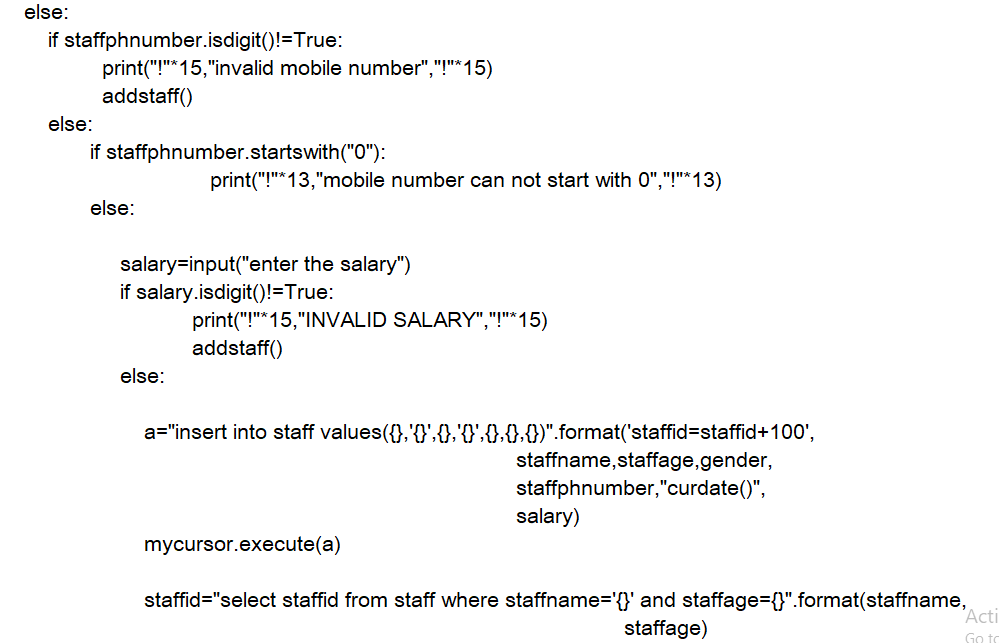 else:
if staffphnumber.isdigit()!=True:
print("!"*15,"invalid mobile number","!"*15)
addstaff()
else:
if staffphnumber.startswith("0"):
print("!"*13,"mobile number can not start with 0","!"*13)
else:
salary=input("enter the salary")
if salary.isdigit()!=True:
print("!"*15,"INVALID SALARY","!"*15)
addstaff()
else:
a="insert into staff values({},'{}',{},'{}',{},{},{})".format('staffid=staffid+100',
staffname,staffage,gender,
staffphnumber,"curdate()",
salary)
mycursor.execute(a)
staffid="select staffid from staff where staffname='{}' and staffage={}".format(staffname,
staffage)
Acti
Go to